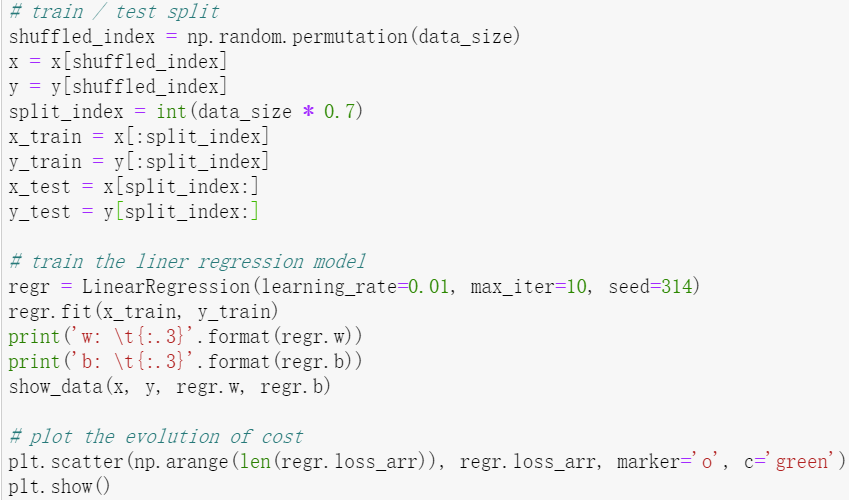 # train / test split
shuffled_index = np.random.permutation(data_size)
x = x[shuffled_index]
y = y[shuffled_index]
split_index = int(data_size * 0.7)
x_train = x[:split_index]
y_train = y[:split_index]
x_test = x[split_index:]
y_test = y[split_index:]

# train the liner regression model
regr = LinearRegression(learning_rate=0.01, max_iter=10, seed=314)
regr.fit(x_train, y_train)
print('w: \t{:.3}'.format(regr.w))
print('b: \t{:.3}'.format(regr.b))
show_data(x, y, regr.w, regr.b)

# plot the evolution of cost
plt.scatter(np.arange(len(regr.loss_arr)), regr.loss_arr, marker='o', c='green')
plt.show()